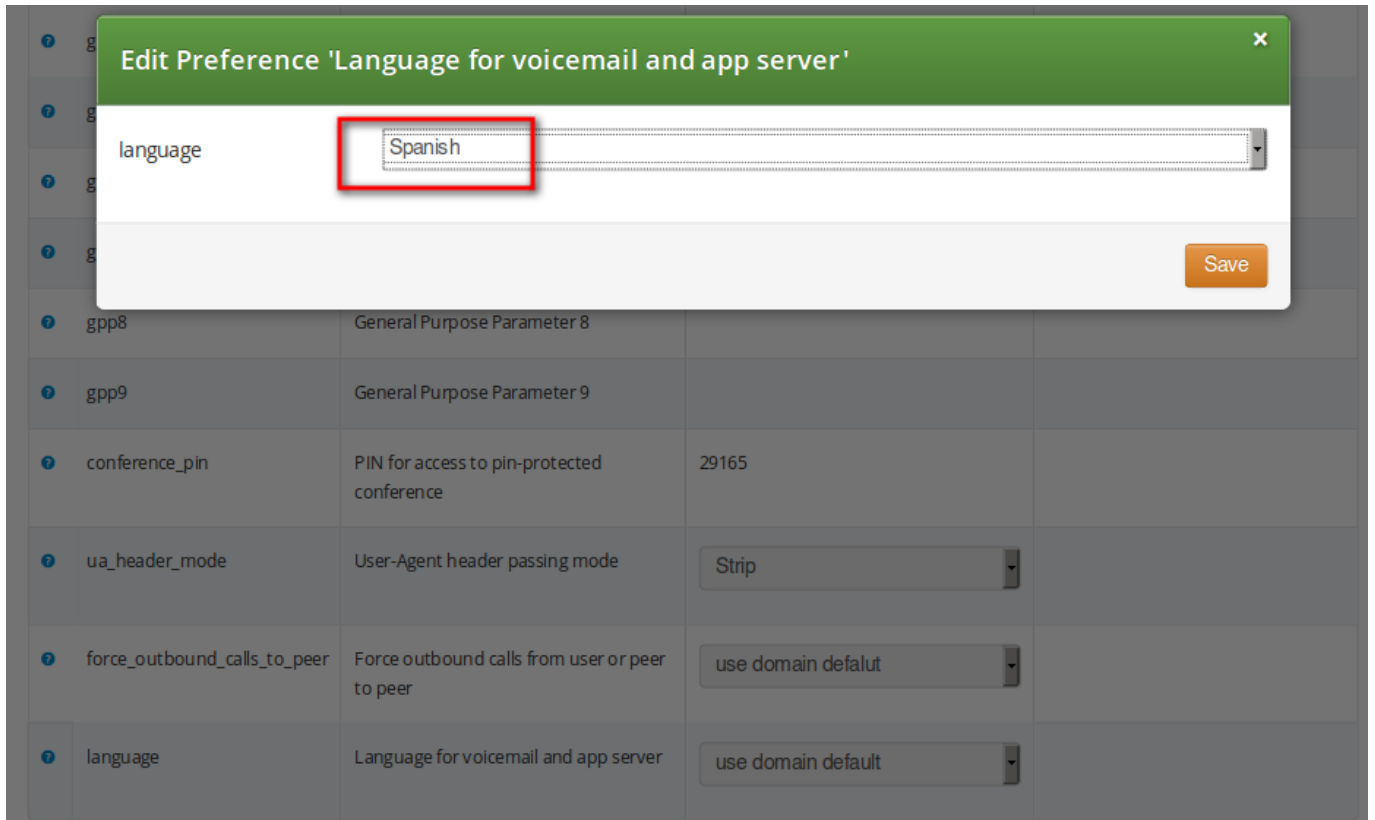 Edit Preference 'Language for voicemail and app server'
×
language
Spanish
Save
g
g
g
g
gpp8 General Purpose Parameter 8
gpp9 General Purpose Parameter 9
conference_pin PIN for access to pin-protected 29165
conference
ua_header_mode User-Agent header passing mode Strip
force_outbound_calls_to_peer Force outbound calls from user or peer use domain defalut
to peer
language Language for voicemail and app server use domain default